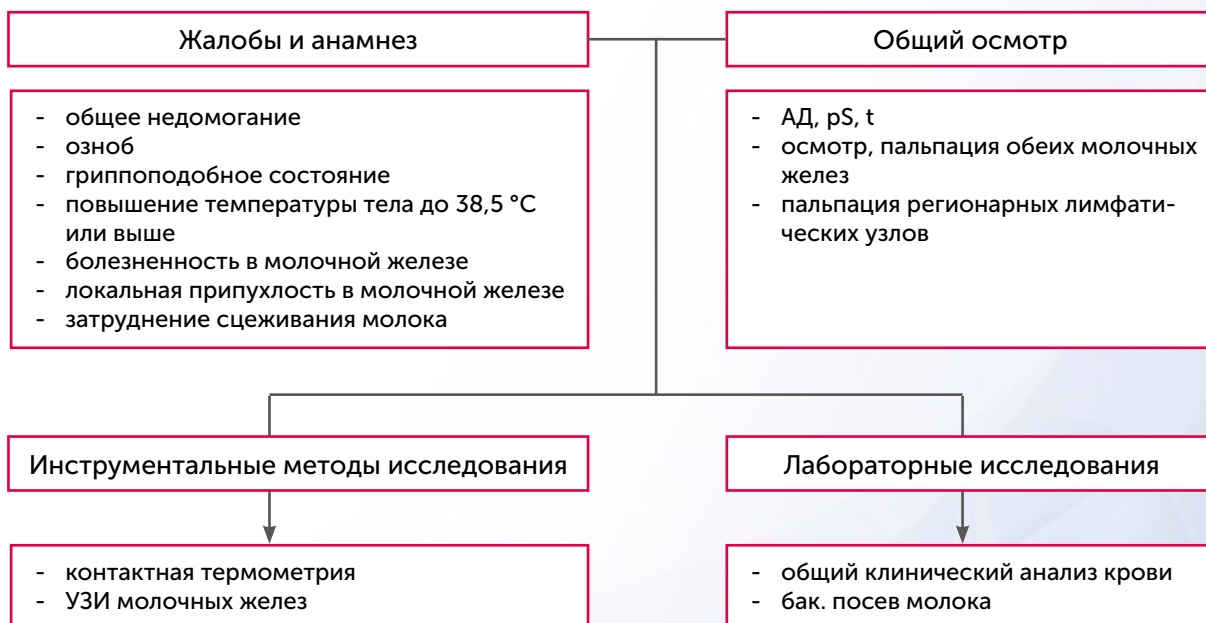 Жалобы и анамнез
- общее недомогание
- озноб
- гриппоподобное состояние
- повышение температуры тела до 38,5 °C
или выше
- болезненность в молочной железе
- локальная припухлость в молочной железе
- затруднение сцеживания молока
Общий осмотр
- АД, pS, t
- осмотр, пальпация обеих молочных
желез
- пальпация регионарных лимфати-
ческих узлов
Инструментальные методы исследования
- контактная термометрия
- УЗИ молочных желез
Лабораторные исследования
- общий клинический анализ крови
- бак. посев молока